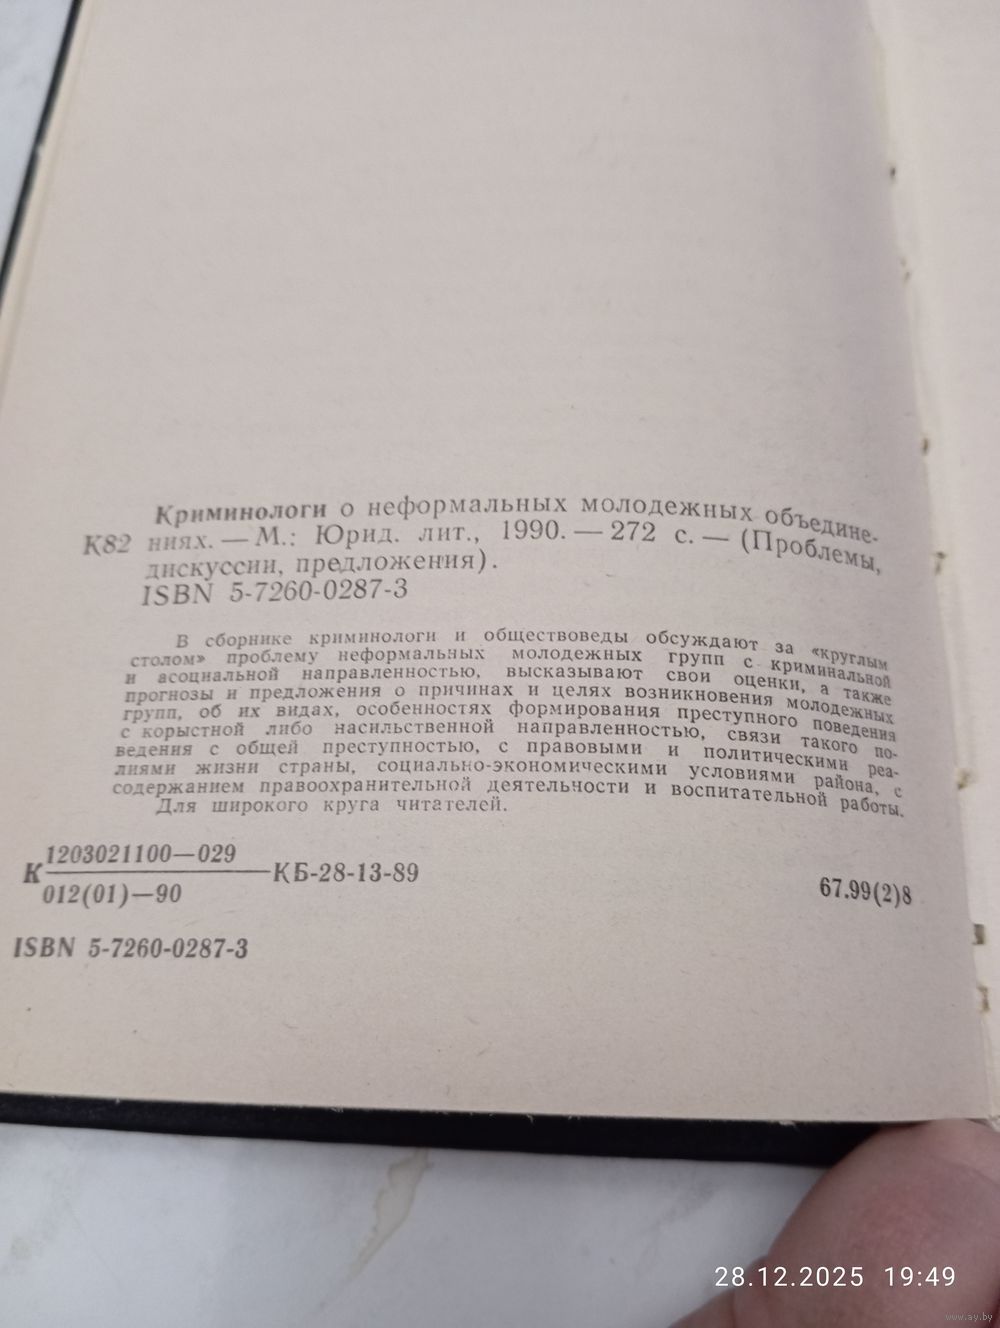 Криминологи о неформальных молодежных объедине-
К82 ниях. — М.: Юрид. лит., 1990. — 272 с. — (Проблемы,
дискуссии, предложения).
ISBN 5-7260-0287-3
В сборнике криминологи и обществоведы обсуждают за «круглым
столом» проблему неформальных молодежных групп с криминальной
и асоциальной направленностью, высказывают свои оценки, а также
прогнозы и предложения о причинах и целях возникновения молодежных
групп, об их видах, особенностях формирования преступного поведения
с корыстной либо насильственной направленностью, связи такого по-
ведения с общей преступностью, с правовыми и политическими реа-
лиями жизни страны, социально-экономическими условиями района, с
содержанием правоохранительной деятельности и воспитательной работы.
Для широкого круга читателей.
К 1203021100—029
012(01)—90 КБ-28-13-89
67.99(2)8
ISBN 5-7260-0287-3
28.12.2025 19:49
www.ay.by